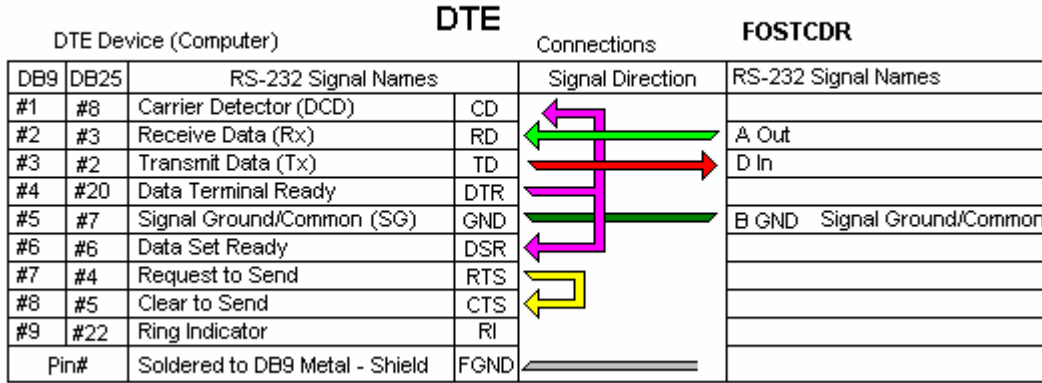 DTE
DTE Device (Computer) Connections FOSTCDR
DB9 DB25 RS-232 Signal Names Signal Direction RS-232 Signal Names
#1 #8 Carrier Detector (DCD) CD
#2 #3 Receive Data (Rx) RD A Out
#3 #2 Transmit Data (Tx) TD D In
#4 #20 Data Terminal Ready DTR
#5 #7 Signal Ground/Common (SG) GND B GND Signal Ground/Common
#6 #6 Data Set Ready DSR
#7 #4 Request to Send RTS
#8 #5 Clear to Send CTS
#9 #22 Ring Indicator RI
Pin# Soldered to DB9 Metal - Shield FGND